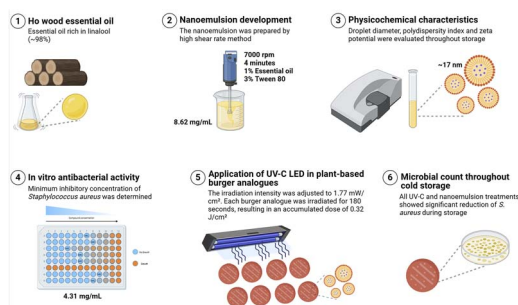 1 Ho wood essential oil
Essential oil rich in linalool
(~98%)
2 Nanoemulsion development
The nanoemulsion was prepared by
high shear rate method
7000 rpm
4 minutes
1% Essential oil
3% Tween 80
8.62 mg/mL
3 Physicochemical characteristics
Droplet diameter, polydispersity index and zeta
potential were evaluated throughout storage
~17 nm
4 In vitro antibacterial activity
Minimum inhibitory concentration of
Staphylococcus aureus was determined
4.31 mg/mL
5 Application of UV-C LED in plant-based
burger analogues
The irradiation intensity was adjusted to 1.77 mW/
cm². Each burger analogue was irradiated for 180
seconds, resulting in an accumulated dose of 0.32
J/cm²
6 Microbial count throughout
cold storage
All UV-C and nanoemulsion treatments
showed significant reduction of S.
aureus during storage